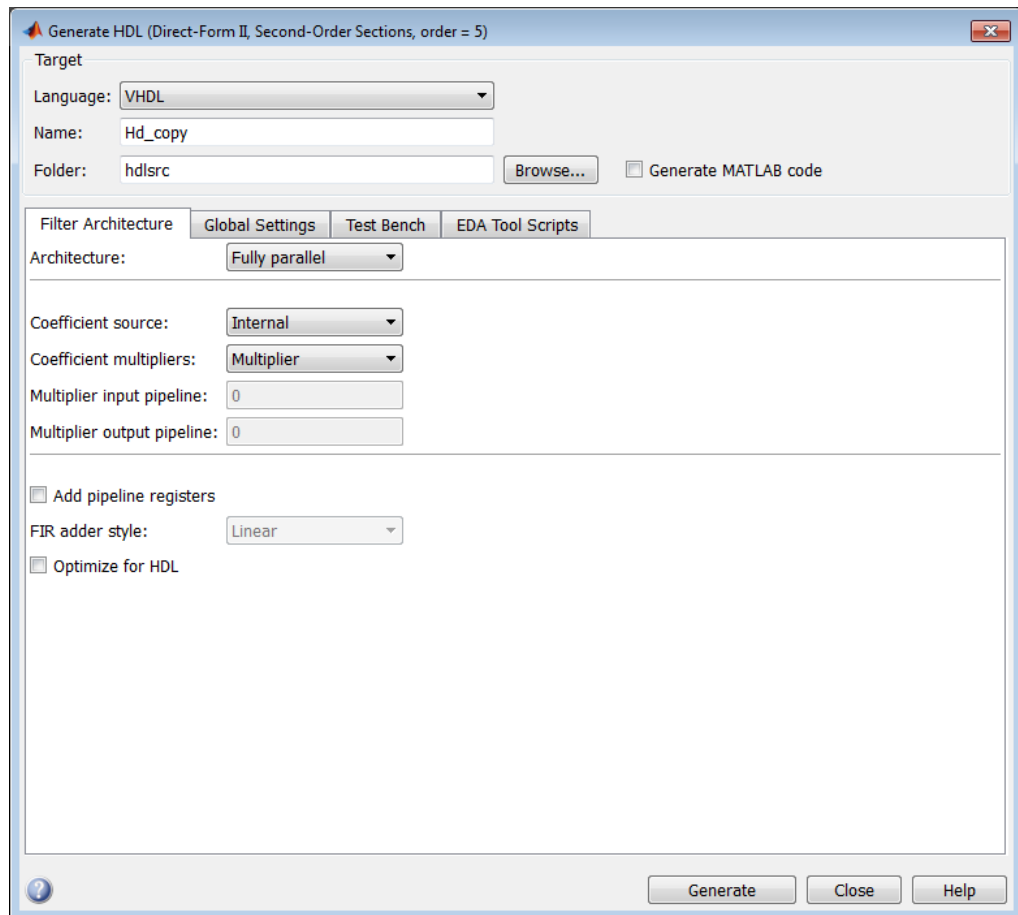 Generate HDL (Direct-Form II, Second-Order Sections, order = 5)
Target
Language: VHDL
Name: Hd_copy
Folder: hdlsrc Browse... Generate MATLAB code
Filter Architecture Global Settings Test Bench EDA Tool Scripts
Architecture: Fully parallel
Coefficient source: Internal
Coefficient multipliers: Multiplier
Multiplier input pipeline: 0
Multiplier output pipeline: 0
Add pipeline registers
FIR adder style: Linear
Optimize for HDL
? Generate Close Help